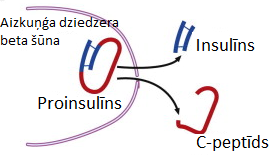 Aizkuņģa dziedzera
beta šūna
Insulīns
Proinsulīns
C-peptīds